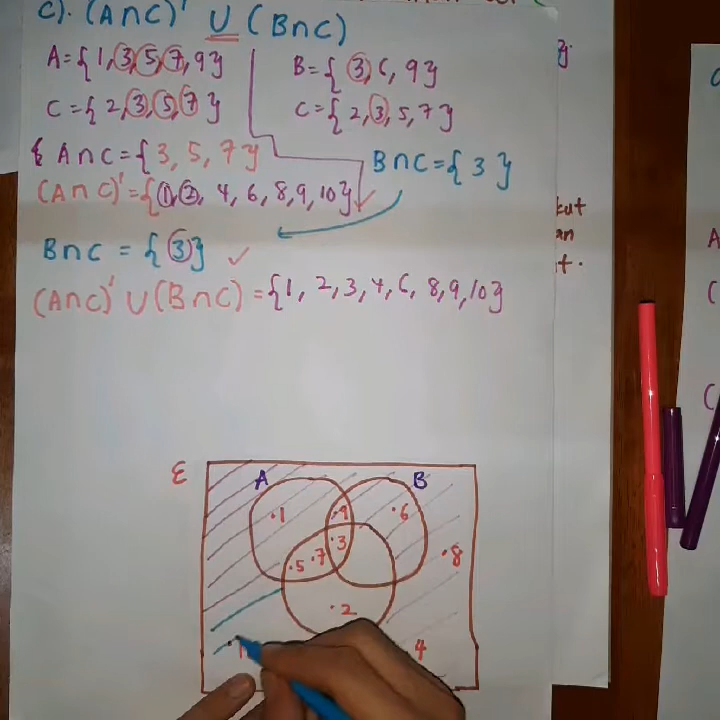 c). (A∩C)' ∪ (B∩C)
A={1,3,5,7,9}
C={2,3,5,7}
B={3,6,9}
C={2,3,5,7}
A∩C={3,5,7}
(A∩C)'={1,2,4,6,8,9,10}
B∩C={3}
B∩C={3}
(A∩C)'∪(B∩C)={1,2,3,4,6,8,9,10}
ξ
A
B
.1
.9
.6
.3
.5 .7
.8
.2
4
an
A